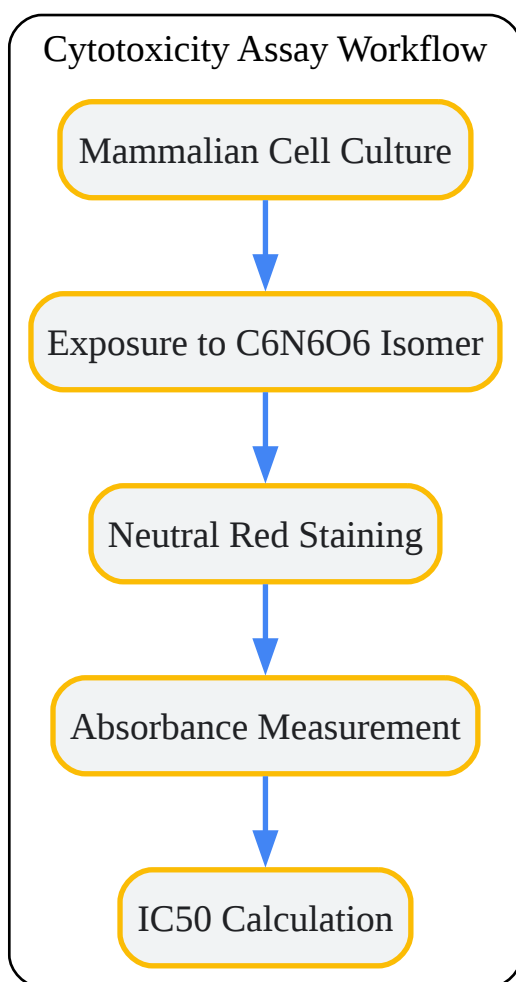 Cytotoxicity Assay Workflow
Mammalian Cell Culture
Exposure to C6N6O6 Isomer
Neutral Red Staining
Absorbance Measurement
IC50 Calculation